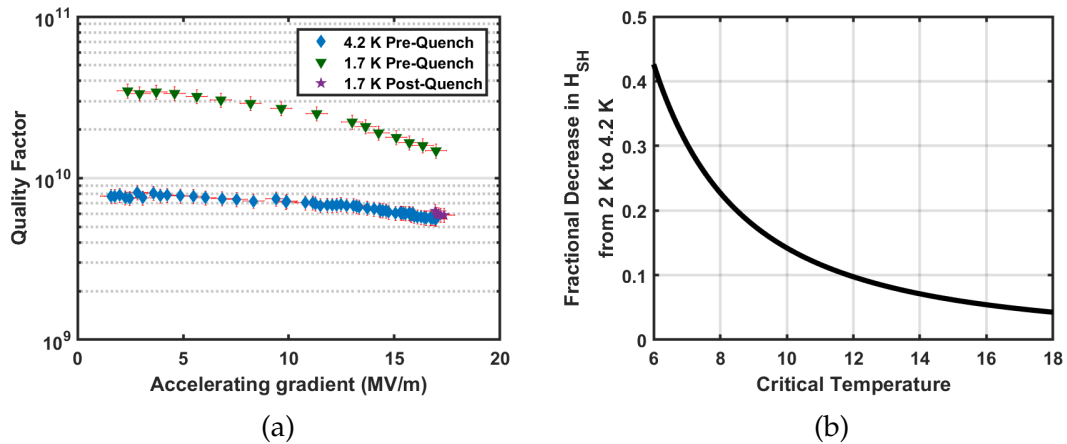 10^11
10^10
10^9
Quality Factor
4.2 K Pre-Quench
1.7 K Pre-Quench
1.7 K Post-Quench
0 5 10 15 20
Accelerating gradient (MV/m)
(a)
Fractional Decrease in H_SH
from 2 K to 4.2 K
0.5
0.4
0.3
0.2
0.1
0
6 8 10 12 14 16 18
Critical Temperature
(b)